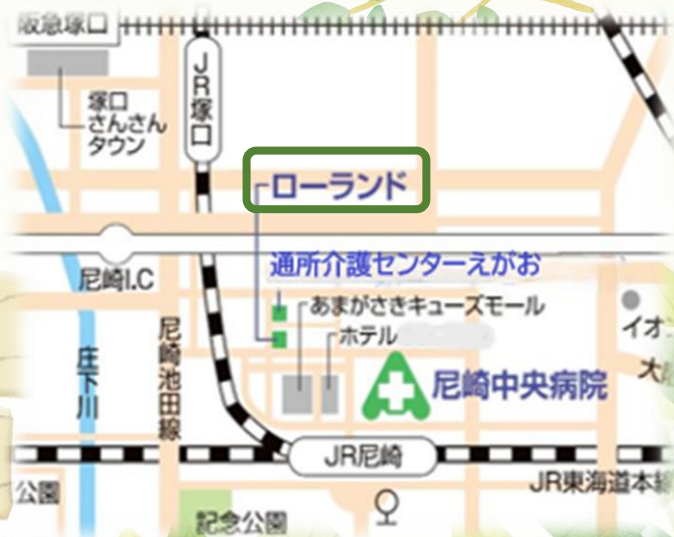 阪急塚口
JR塚口
塚口
さんさん
タウン
ローランド
通所介護センターえがお
尼崎I.C
あまがさきキューズモール
ホテル
イオ
尼崎池田線
庄下川
尼崎中央病院
JR尼崎
JR東海道本線
公園
記念公園